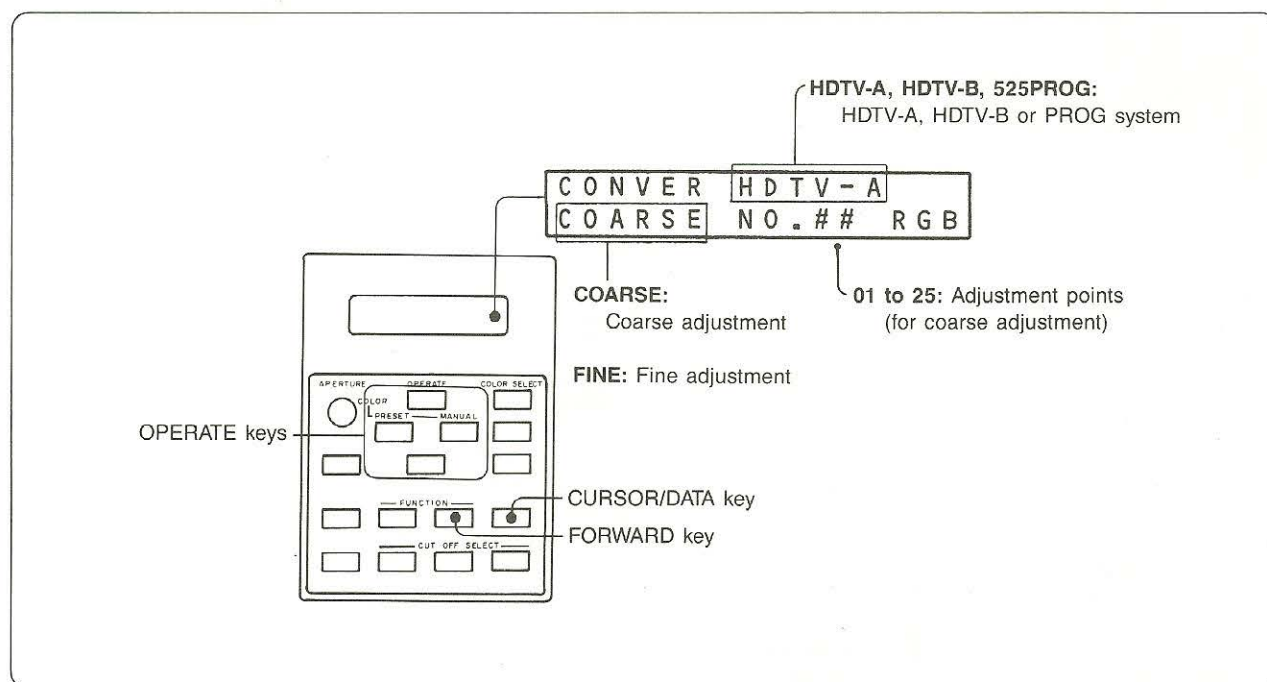 HDTV-A, HDTV-B, 525PROG:
HDTV-A, HDTV-B or PROG system
CONVER HDTV-A
COARSE NO.## RGB
COARSE:
Coarse adjustment
01 to 25: Adjustment points
(for coarse adjustment)
FINE: Fine adjustment
APERTURE OPERATE COLOR SELECT
COLOR
PRESET MANUAL
OPERATE keys
FUNCTION
CURSOR/DATA key
FORWARD key
CUT OFF SELECT